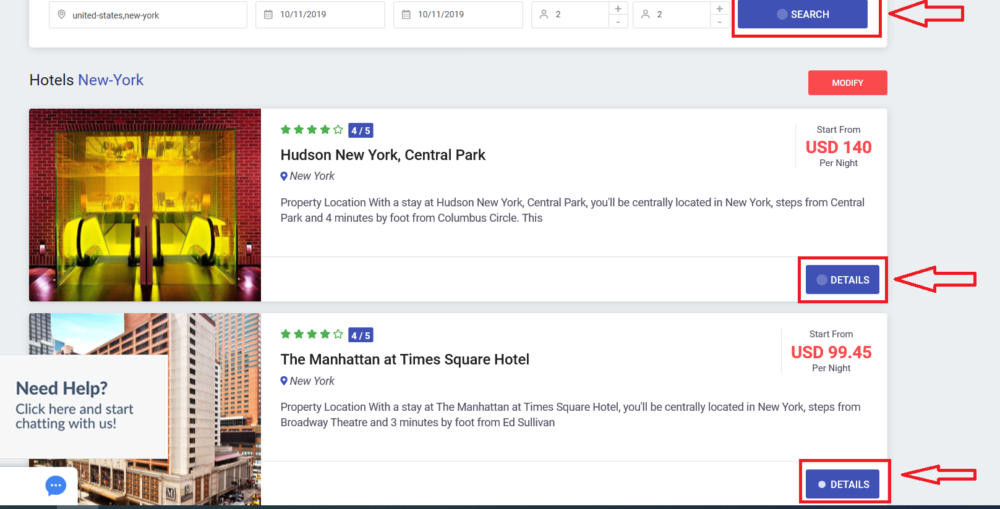 united-states,new-york
10/11/2019
10/11/2019
2
+
-
2
+
-
SEARCH
Hotels New-York
MODIFY
4 / 5
Hudson New York, Central Park
New York
Property Location With a stay at Hudson New York, Central Park, you'll be centrally located in New York, steps from Central
Park and 4 minutes by foot from Columbus Circle. This
Start From
USD 140
Per Night
DETAILS
4 / 5
The Manhattan at Times Square Hotel
New York
Property Location With a stay at The Manhattan at Times Square Hotel, you'll be centrally located in New York, steps from
Broadway Theatre and 3 minutes by foot from Ed Sullivan
Start From
USD 99.45
Per Night
DETAILS
Need Help?
Click here and start
chatting with us!
M